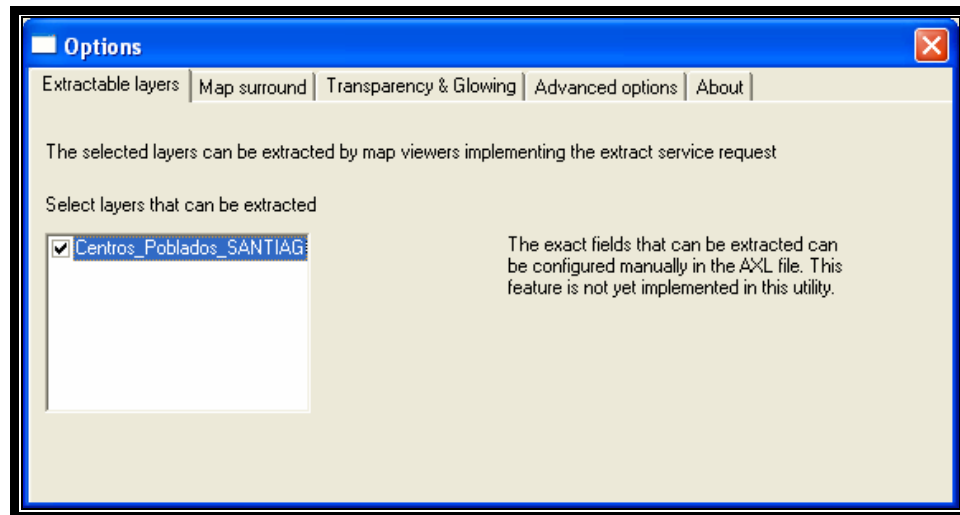 Options
Extractable layers Map surround Transparency & Glowing Advanced options About
The selected layers can be extracted by map viewers implementing the extract service request
Select layers that can be extracted
Centros_Poblados_SANTIAG
The exact fields that can be extracted can
be configured manually in the AXL file. This
feature is not yet implemented in this utility.